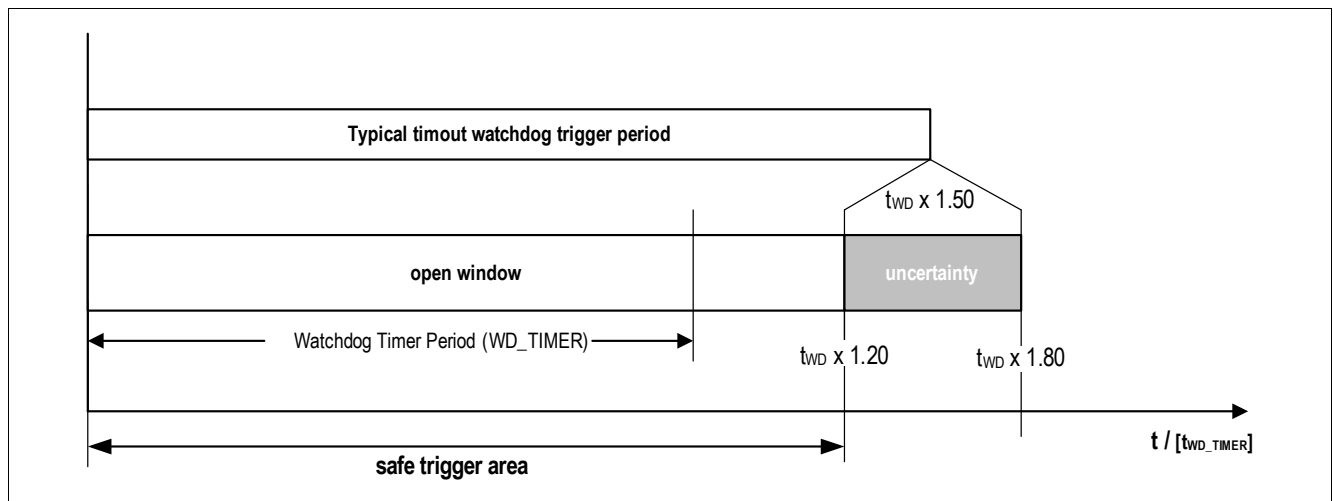 Typical timout watchdog trigger period
tWD x 1.50
open window
uncertainty
Watchdog Timer Period (WD_TIMER)
tWD x 1.20
tWD x 1.80
t / [tWD_TIMER]
safe trigger area